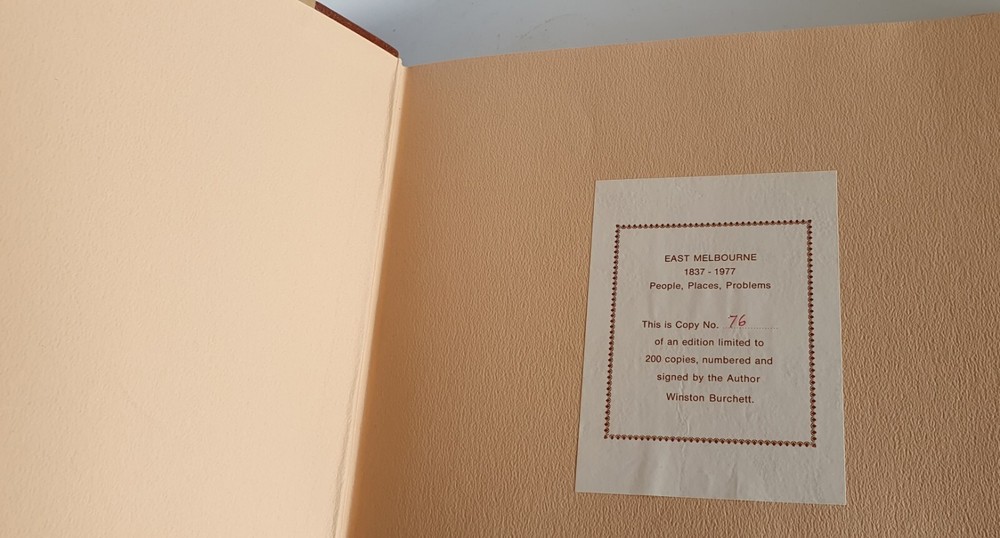 EAST MELBOURNE
1837 - 1977
People, Places, Problems
This is Copy No. 76
of an edition limited to
200 copies, numbered and
signed by the Author
Winston Burchett.